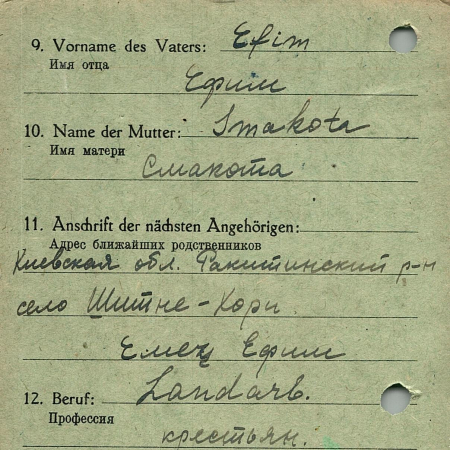 9. Vorname des Vaters: Efim
Имя отца
Ефим
10. Name der Mutter: Smakota
Имя матери
Смакота
11. Anschrift der nächsten Angehörigen:
Адрес ближайших родственников
Киевская обл. Ракитинский р-н
село Шитне-Хори.
Емец Ефим
12. Beruf: Landarb.
Профессия
крестьян.